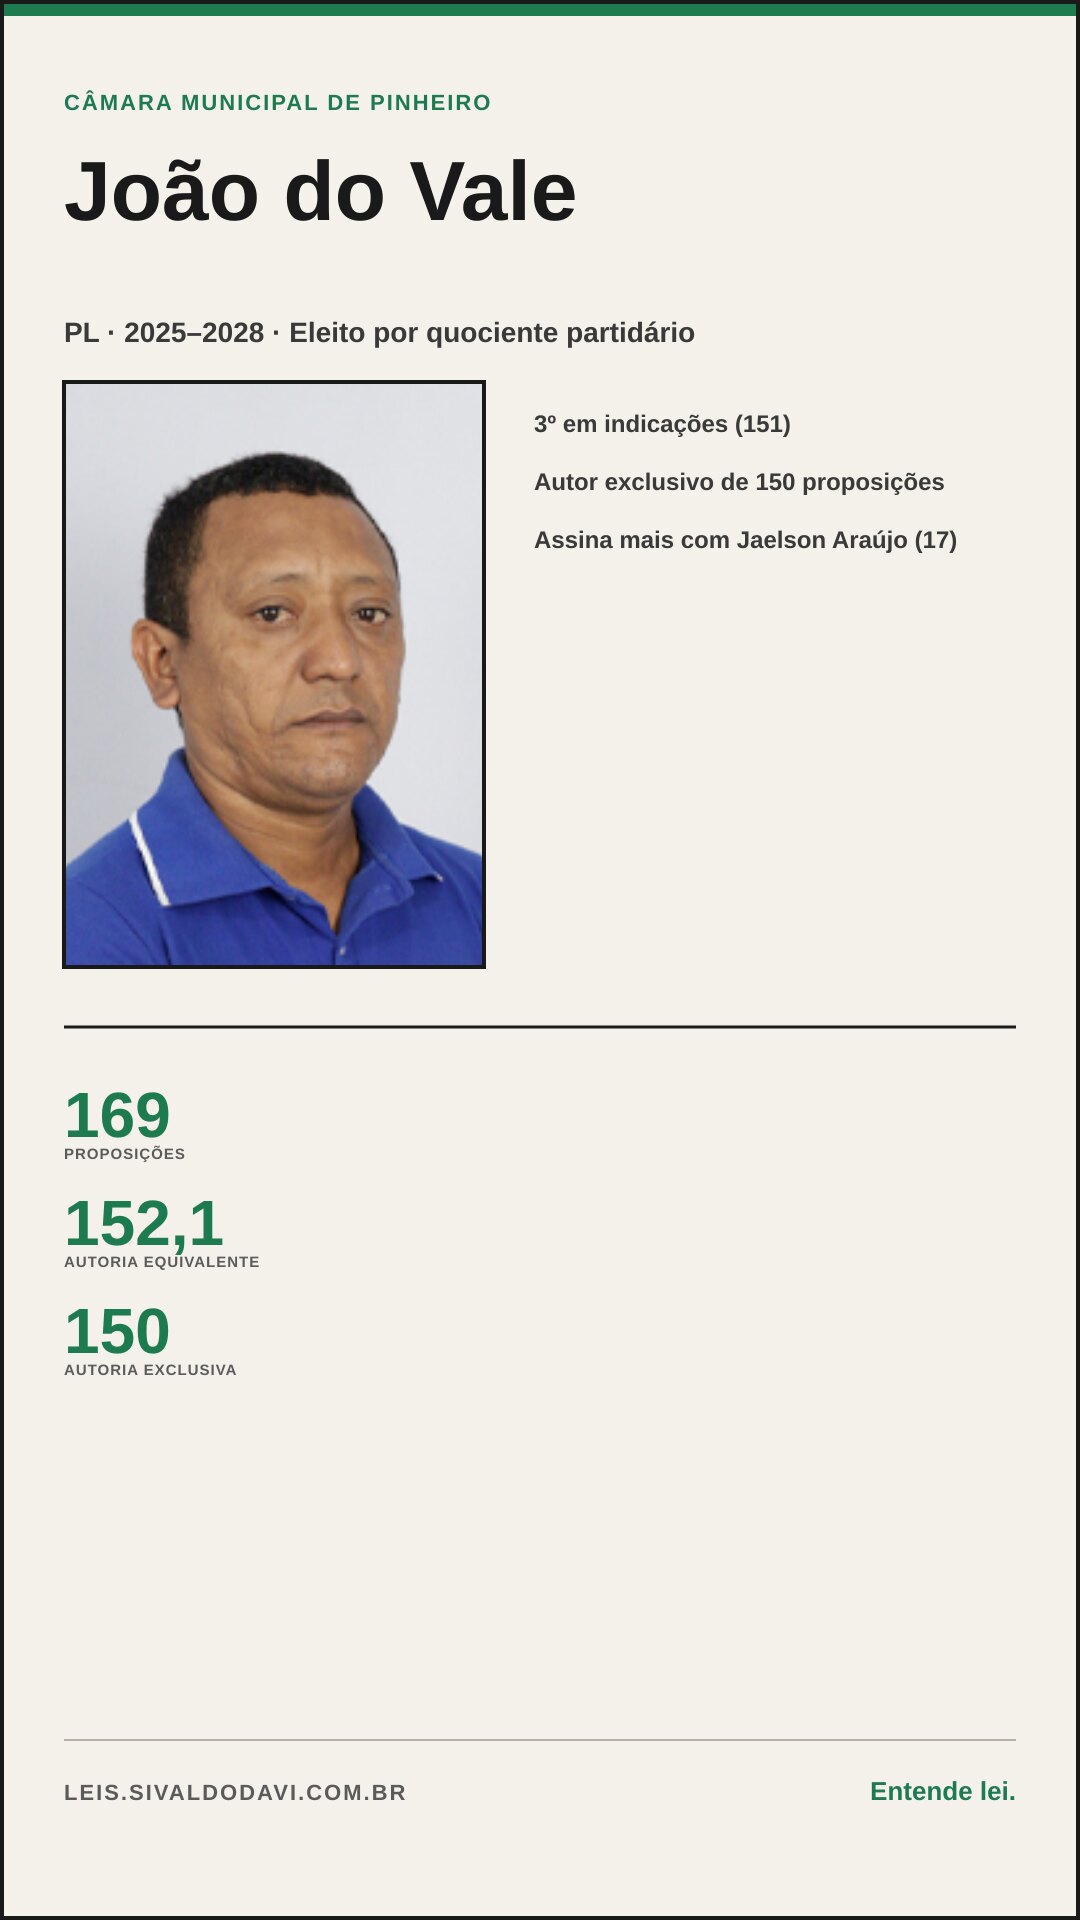 CÂMARA MUNICIPAL DE PINHEIRO
João do Vale
PL · 2025–2028 · Eleito por quociente partidário
3º em indicações (151)
Autor exclusivo de 150 proposições
Assina mais com Jaelson Araújo (17)
169
PROPOSIÇÕES
152,1
AUTORIA EQUIVALENTE
150
AUTORIA EXCLUSIVA
LEIS.SIVALDODAVI.COM.BR
Entende lei.